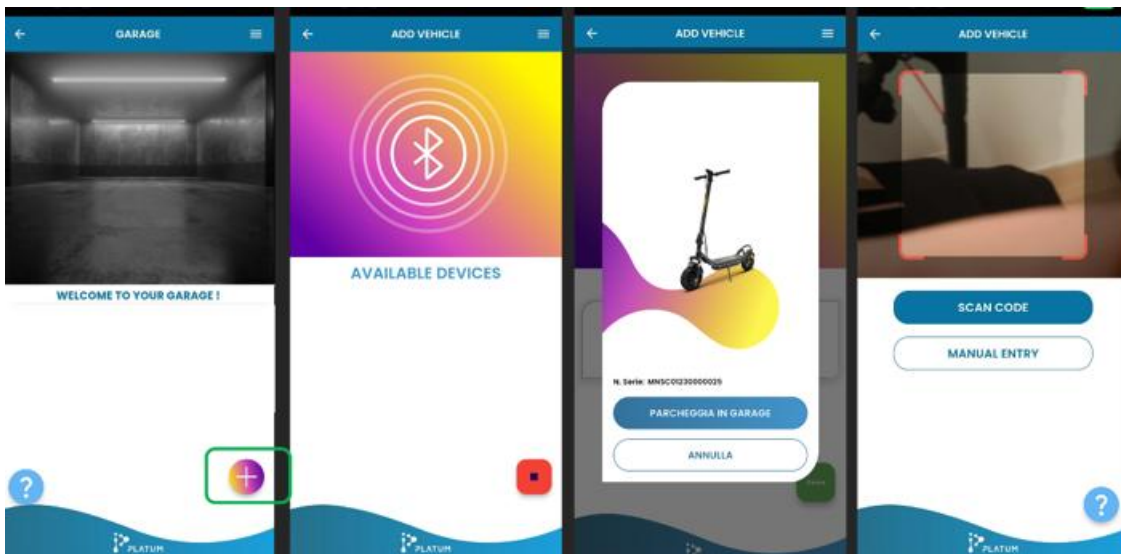 GARAGE
WELCOME TO YOUR GARAGE !
?
PLATUM
ADD VEHICLE
AVAILABLE DEVICES
PLATUM
ADD VEHICLE
N. Serie: MNSC01230000025
PARCHEGGIA IN GARAGE
ANNULLA
ADD VEHICLE
SCAN CODE
MANUAL ENTRY
?
PLATUM